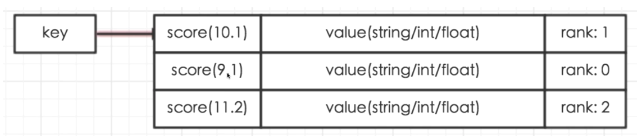 key score(10.1) value(string/int/float) rank: 1
score(9.1) value(string/int/float) rank: 0
score(11.2) value(string/int/float) rank: 2